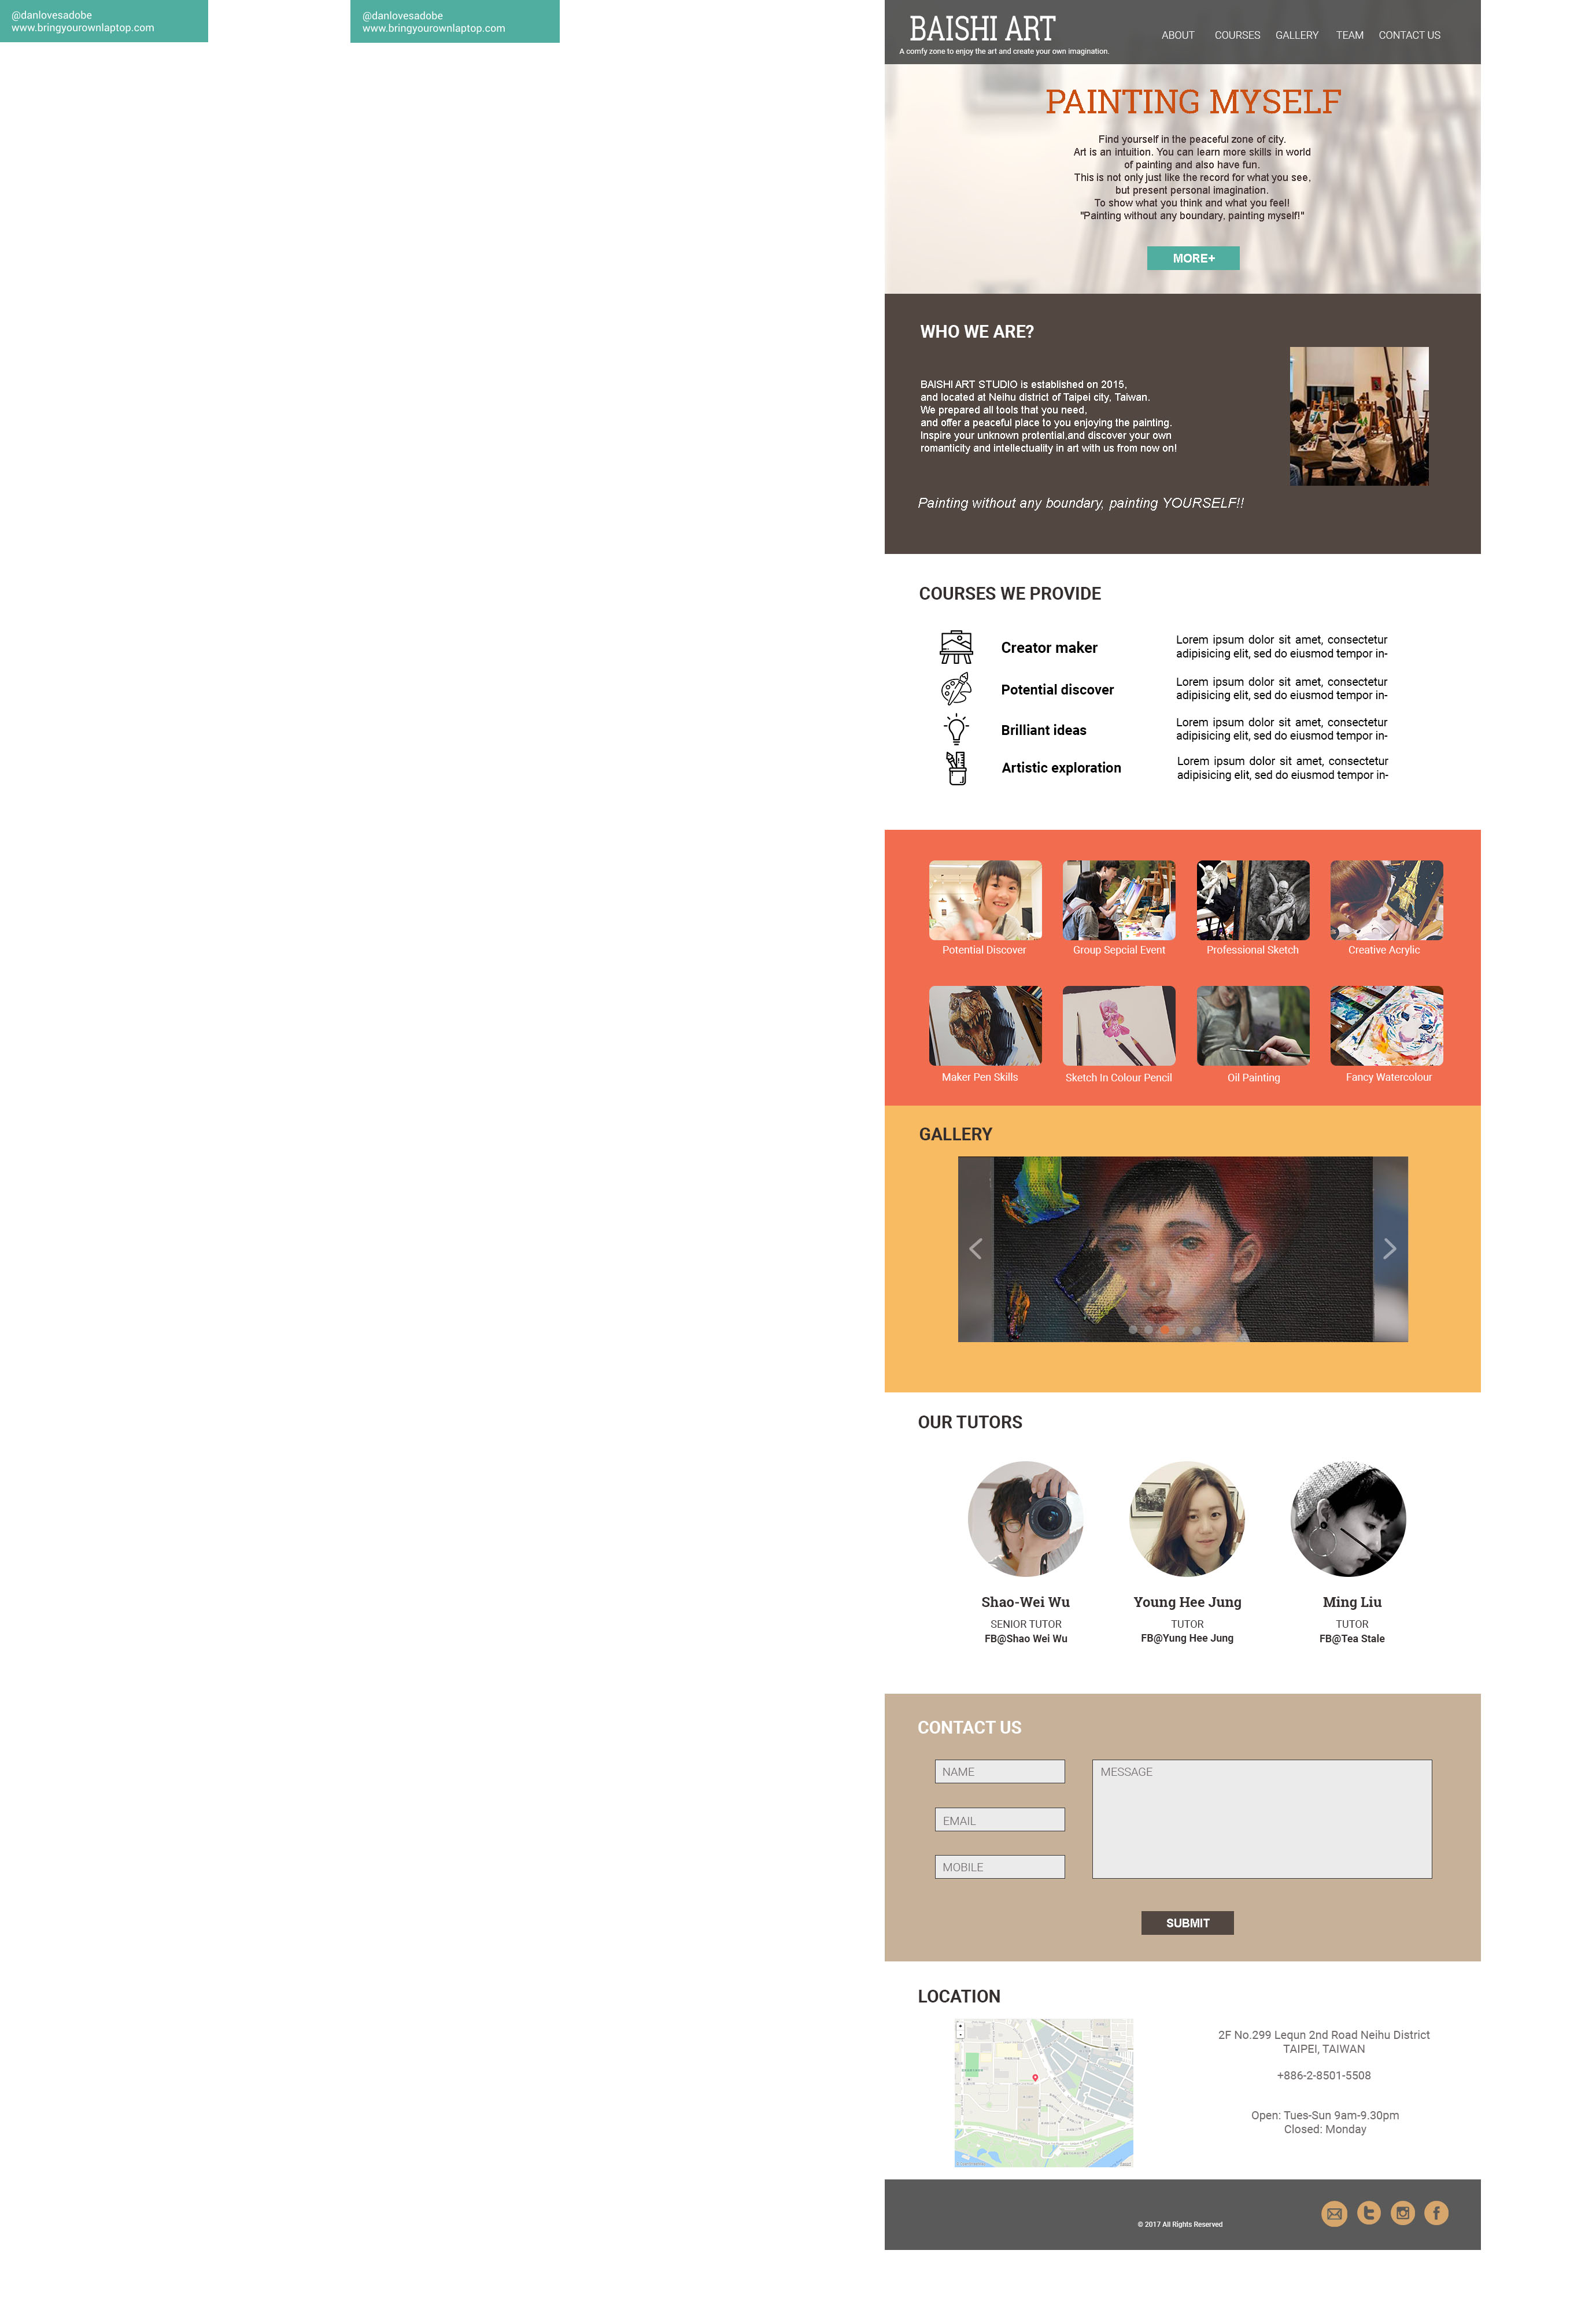 @danlovesadobe
www.bringyourownlaptop.com
@danlovesadobe
www.bringyourownlaptop.com
BAISHI ART
A comfy zone to enjoy the art and create your own imagination.
ABOUT COURSES GALLERY TEAM CONTACT US
PAINTING MYSELF
Find yourself in the peaceful zone of city.
Art is an intuition. You can learn more skills in world
of painting and also have fun.
This is not only just like the record for what you see,
but present personal imagination.
To show what you think and what you feel!
"Painting without any boundary, painting myself!"
MORE+
WHO WE ARE?
BAISHI ART STUDIO is established on 2015,
and located at Neihu district of Taipei city, Taiwan.
We prepared all tools that you need,
and offer a peaceful place to you enjoying the painting.
Inspire your unknown protential,and discover your own
romanticity and intellectuality in art with us from now on!
Painting without any boundary, painting YOURSELF!!
COURSES WE PROVIDE
Creator maker
Lorem ipsum dolor sit amet, consectetur
adipisicing elit, sed do eiusmod tempor in-
Potential discover
Lorem ipsum dolor sit amet, consectetur
adipisicing elit, sed do eiusmod tempor in-
Brilliant ideas
Lorem ipsum dolor sit amet, consectetur
adipisicing elit, sed do eiusmod tempor in-
Artistic exploration
Lorem ipsum dolor sit amet, consectetur
adipisicing elit, sed do eiusmod tempor in-
Potential Discover
Group Sepcial Event
Professional Sketch
Creative Acrylic
Maker Pen Skills
Sketch In Colour Pencil
Oil Painting
Fancy Watercolour
GALLERY
OUR TUTORS
Shao-Wei Wu
SENIOR TUTOR
FB@Shao Wei Wu
Young Hee Jung
TUTOR
FB@Yung Hee Jung
Ming Liu
TUTOR
FB@Tea Stale
CONTACT US
NAME
EMAIL
MOBILE
MESSAGE
SUBMIT
LOCATION
2F No.299 Lequn 2nd Road Neihu District
TAIPEI, TAIWAN
+886-2-8501-5508
Open: Tues-Sun 9am-9.30pm
Closed: Monday
© 2017 All Rights Reserved